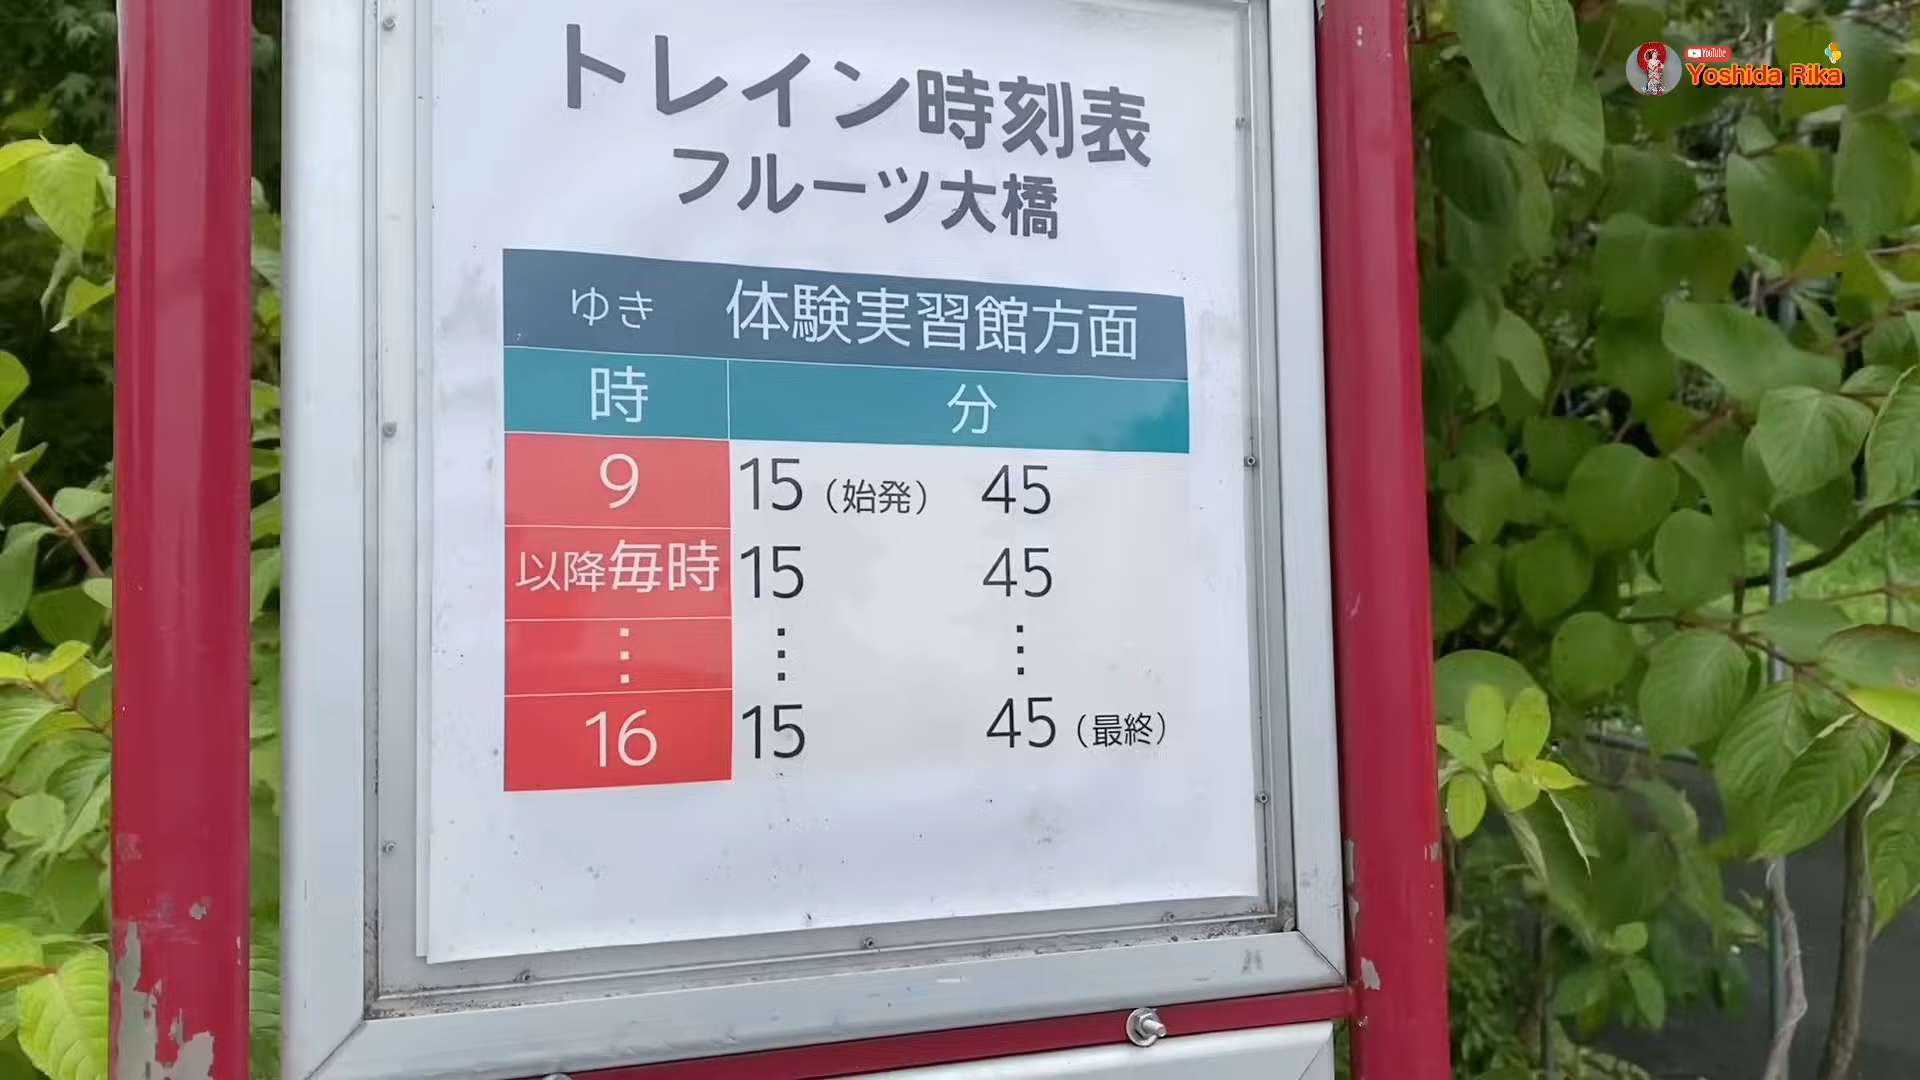 トレイン時刻表
フルーツ大橋
ゆき 体験実習館方面
時 分
9 15（始発） 45
以降毎時 15 45
⋮ ⋮ ⋮
16 15 45（最終）
YouTube
Yoshida Rika